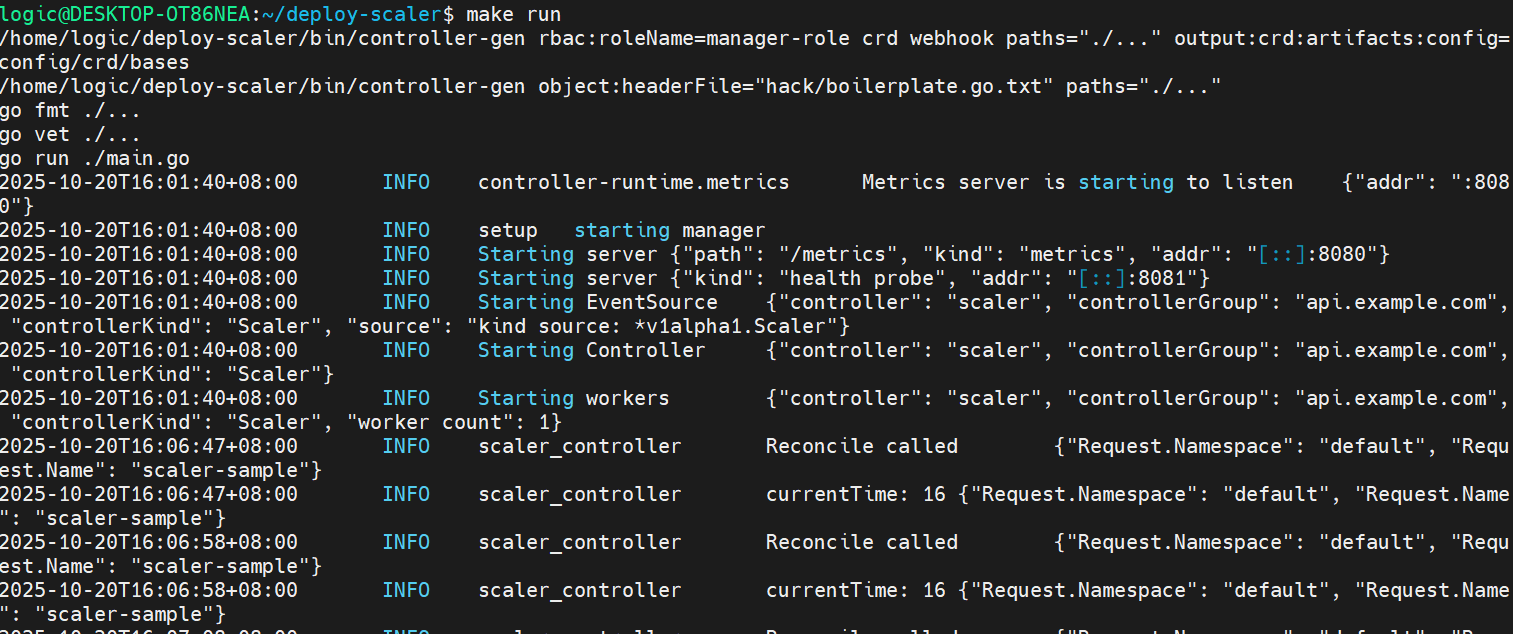 logic@DESKTOP-OT86NEA:~/deploy-scaler$ make run
/home/logic/deploy-scaler/bin/controller-gen rbac:roleName=manager-role crd webhook paths="./..." output:crd:artifacts:config=
config/crd/bases
/home/logic/deploy-scaler/bin/controller-gen object:headerFile="hack/boilerplate.go.txt" paths="./..."
go fmt ./...
go vet ./...
go run ./main.go
2025-10-20T16:01:40+08:00 INFO controller-runtime.metrics Metrics server is starting to listen {"addr": ":808
0"}
2025-10-20T16:01:40+08:00 INFO setup starting manager
2025-10-20T16:01:40+08:00 INFO Starting server {"path": "/metrics", "kind": "metrics", "addr": "[::]:8080"}
2025-10-20T16:01:40+08:00 INFO Starting server {"kind": "health probe", "addr": "[::]:8081"}
2025-10-20T16:01:40+08:00 INFO Starting EventSource {"controller": "scaler", "controllerGroup": "api.example.com",
"controllerKind": "Scaler", "source": "kind source: *v1alpha1.Scaler"}
2025-10-20T16:01:40+08:00 INFO Starting Controller {"controller": "scaler", "controllerGroup": "api.example.com",
"controllerKind": "Scaler"}
2025-10-20T16:01:40+08:00 INFO Starting workers {"controller": "scaler", "controllerGroup": "api.example.com",
"controllerKind": "Scaler", "worker count": 1}
2025-10-20T16:06:47+08:00 INFO scaler_controller Reconcile called {"Request.Namespace": "default", "Requ
est.Name": "scaler-sample"}
2025-10-20T16:06:47+08:00 INFO scaler_controller currentTime: 16 {"Request.Namespace": "default", "Request.Name
": "scaler-sample"}
2025-10-20T16:06:58+08:00 INFO scaler_controller Reconcile called {"Request.Namespace": "default", "Requ
est.Name": "scaler-sample"}
2025-10-20T16:06:58+08:00 INFO scaler_controller currentTime: 16 {"Request.Namespace": "default", "Request.Name
": "scaler-sample"}